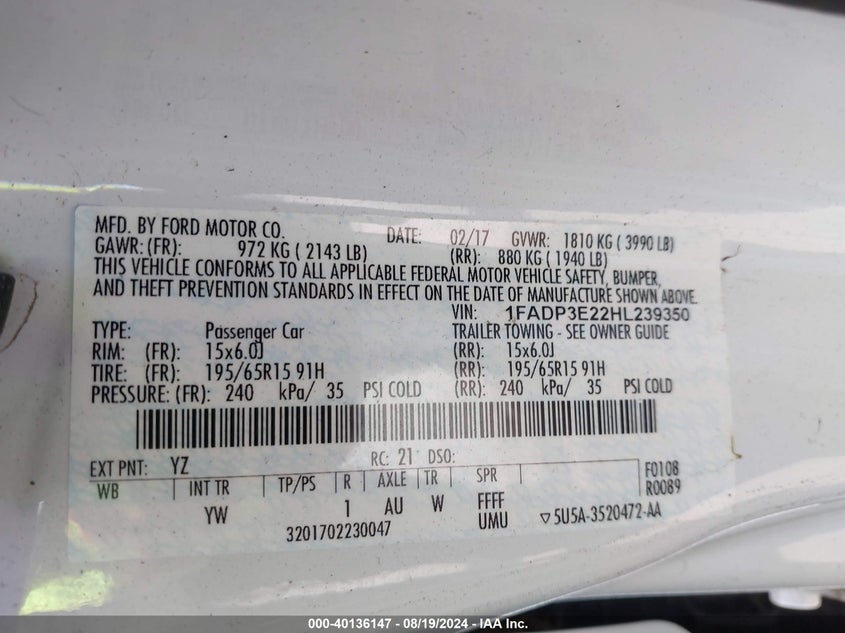 MFD. BY FORD MOTOR CO. DATE: 02/17 GVWR: 1810 KG ( 3990 LB)
GAWR: (FR): 972 KG ( 2143 LB) (RR): 880 KG ( 1940 LB)
THIS VEHICLE CONFORMS TO ALL APPLICABLE FEDERAL MOTOR VEHICLE SAFETY, BUMPER,
AND THEFT PREVENTION STANDARDS IN EFFECT ON THE DATE OF MANUFACTURE SHOWN ABOVE.
VIN: 1FADP3E22HL239350
TYPE: Passenger Car TRAILER TOWING - SEE OWNER GUIDE
RIM: (FR): 15x6.0J (RR): 15x6.0J
TIRE: (FR): 195/65R15 91H (RR): 195/65R15 91H
PRESSURE: (FR): 240 kPa/ 35 PSI COLD (RR): 240 kPa/ 35 PSI COLD
EXT PNT: YZ RC: 21 DSO: F0108
WB INT TR TP/PS R AXLE TR SPR R0089
YW 1 AU W FFFF
UMU ▽5U5A-3520472-AA
3201702230047
000-40136147 - 08/19/2024 - IAA Inc.